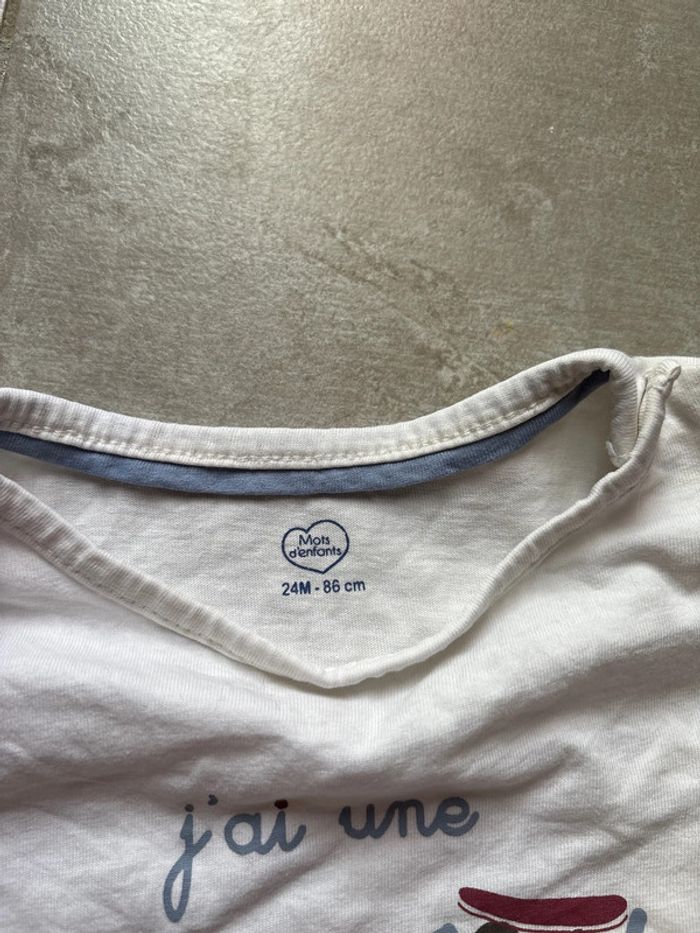 Mots
d'enfants
24M - 86 cm
j'ai une